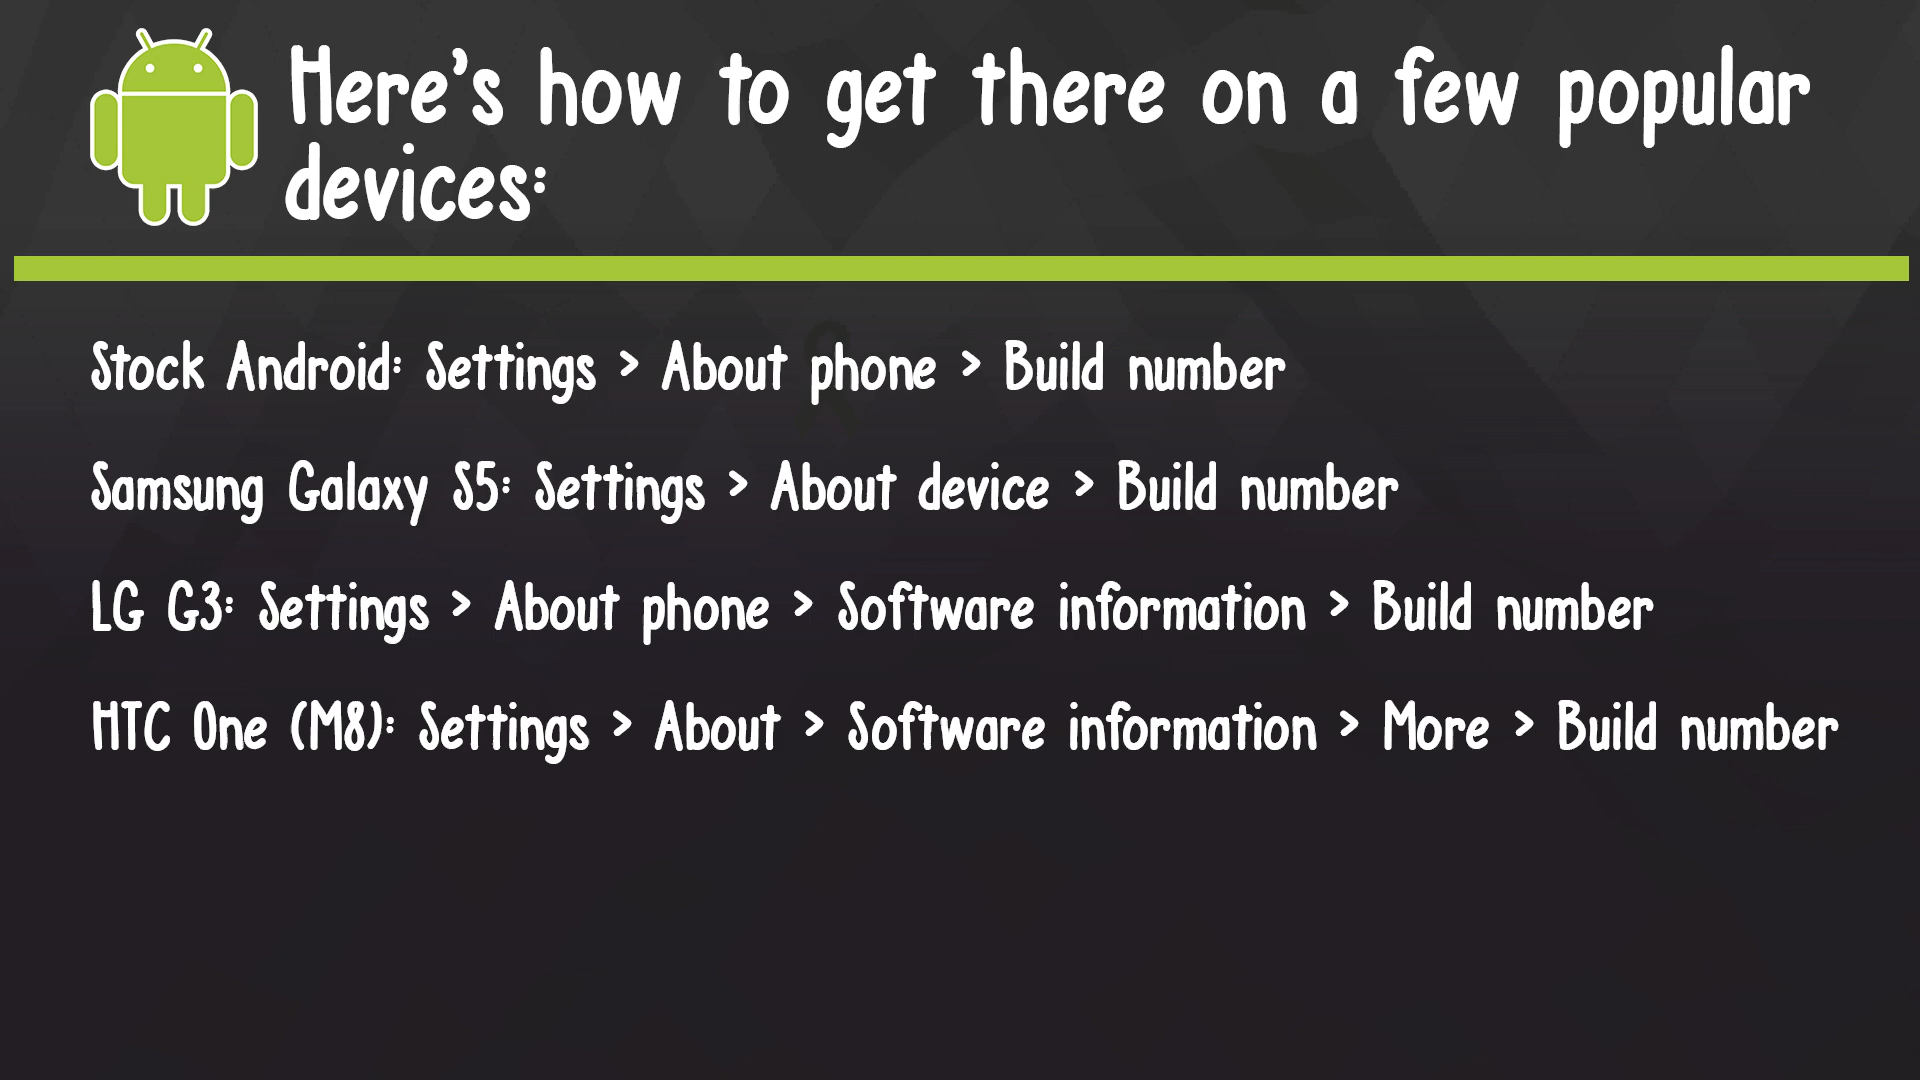 Here's how to get there on a few popular
devices:
Stock Android: Settings > About phone > Build number
Samsung Galaxy S5: Settings > About device > Build number
LG G3: Settings > About phone > Software information > Build number
HTC One (M8): Settings > About > Software information > More > Build number